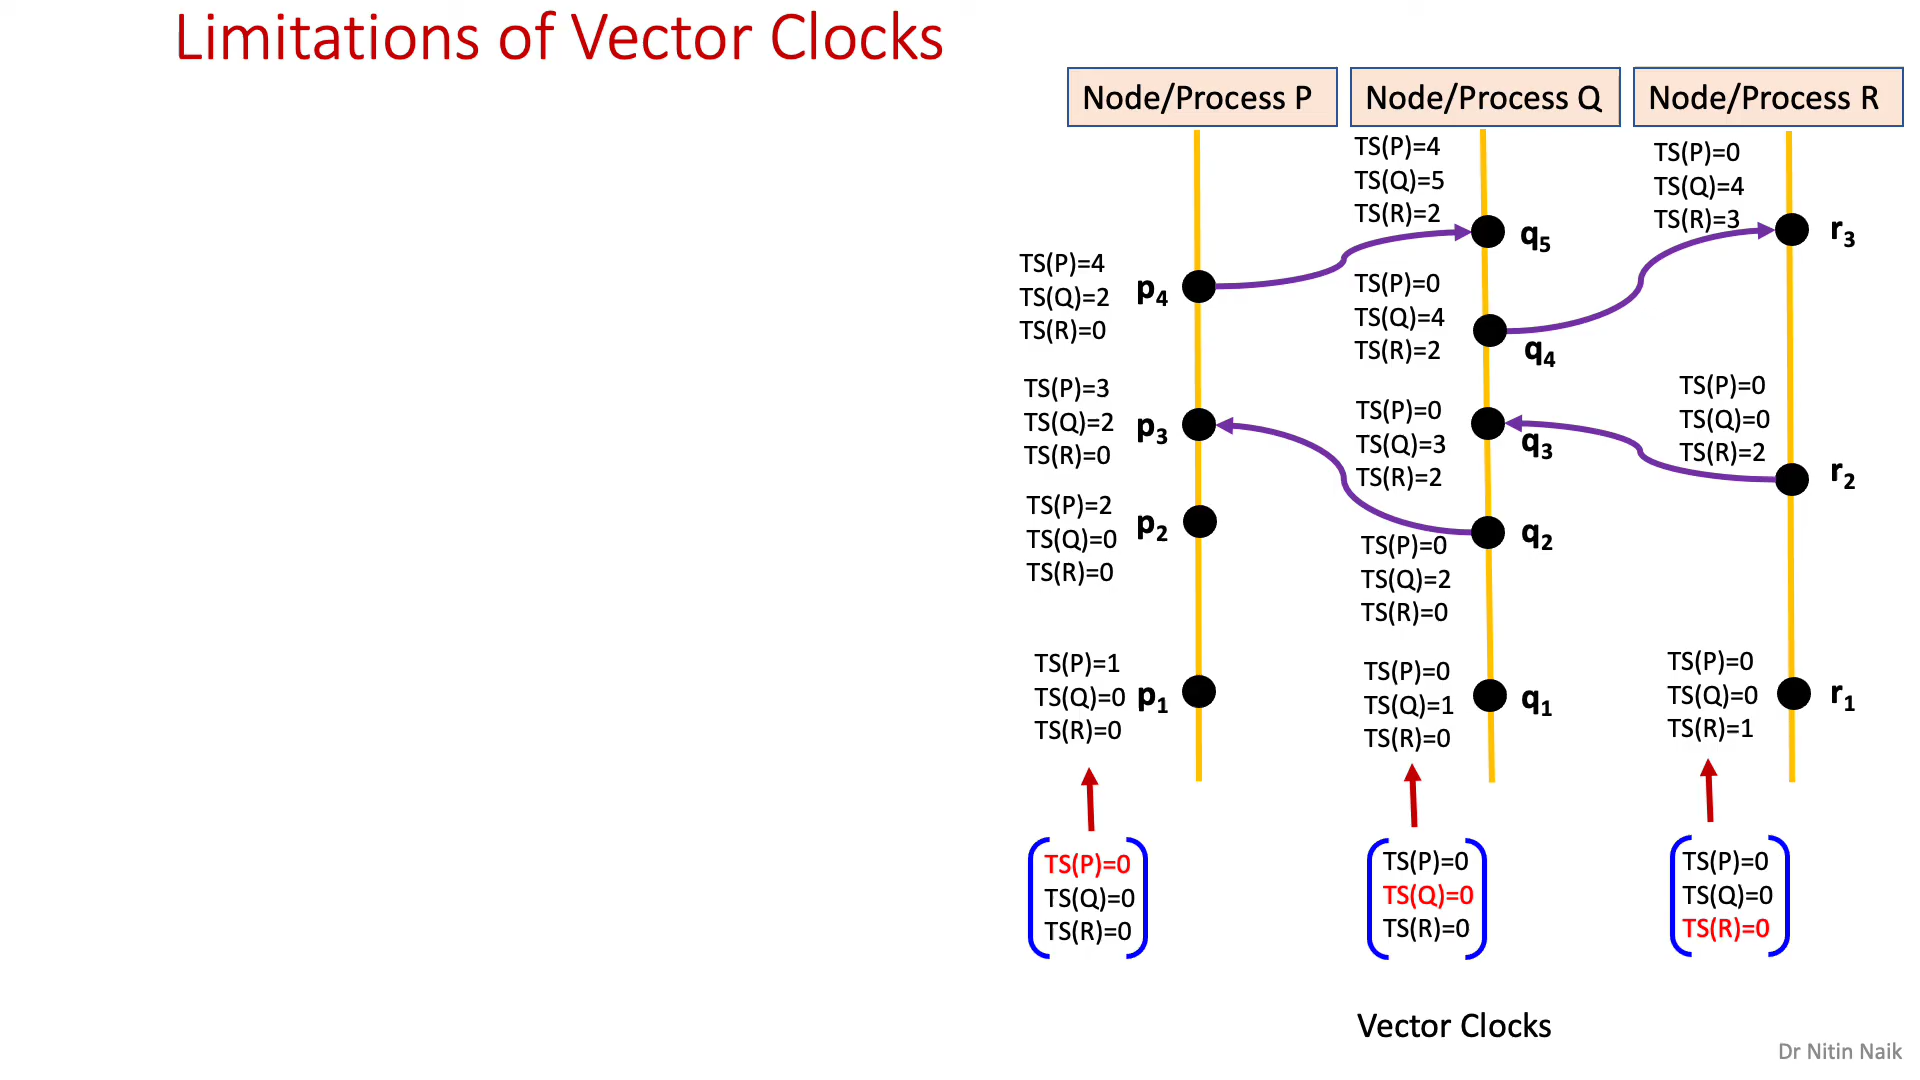 Limitations of Vector Clocks
Node/Process P
Node/Process Q
Node/Process R
TS(P)=4
TS(Q)=5
TS(R)=2
q5
TS(P)=0
TS(Q)=4
TS(R)=3
r3
TS(P)=4
TS(Q)=2
TS(R)=0
p4
TS(P)=0
TS(Q)=4
TS(R)=2
q4
TS(P)=3
TS(Q)=2
TS(R)=0
p3
TS(P)=0
TS(Q)=3
TS(R)=2
q3
TS(P)=0
TS(Q)=0
TS(R)=2
r2
TS(P)=2
TS(Q)=0
TS(R)=0
p2
TS(P)=0
TS(Q)=2
TS(R)=0
q2
TS(P)=1
TS(Q)=0
TS(R)=0
p1
TS(P)=0
TS(Q)=1
TS(R)=0
q1
TS(P)=0
TS(Q)=0
TS(R)=1
r1
TS(P)=0
TS(Q)=0
TS(R)=0
TS(P)=0
TS(Q)=0
TS(R)=0
TS(P)=0
TS(Q)=0
TS(R)=0
Vector Clocks
Dr Nitin Naik